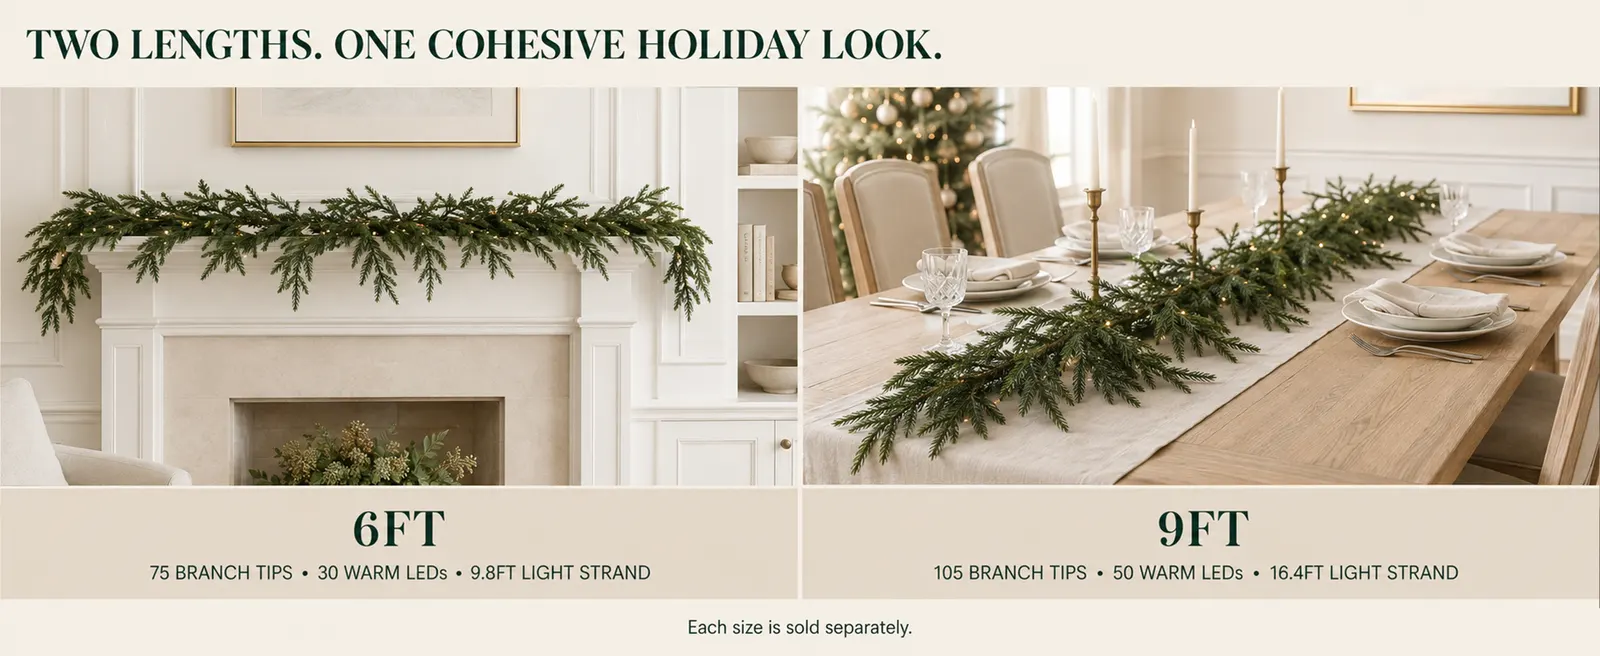 TWO LENGTHS. ONE COHESIVE HOLIDAY LOOK.
6FT
75 BRANCH TIPS • 30 WARM LEDs • 9.8FT LIGHT STRAND
9FT
105 BRANCH TIPS • 50 WARM LEDs • 16.4FT LIGHT STRAND
Each size is sold separately.